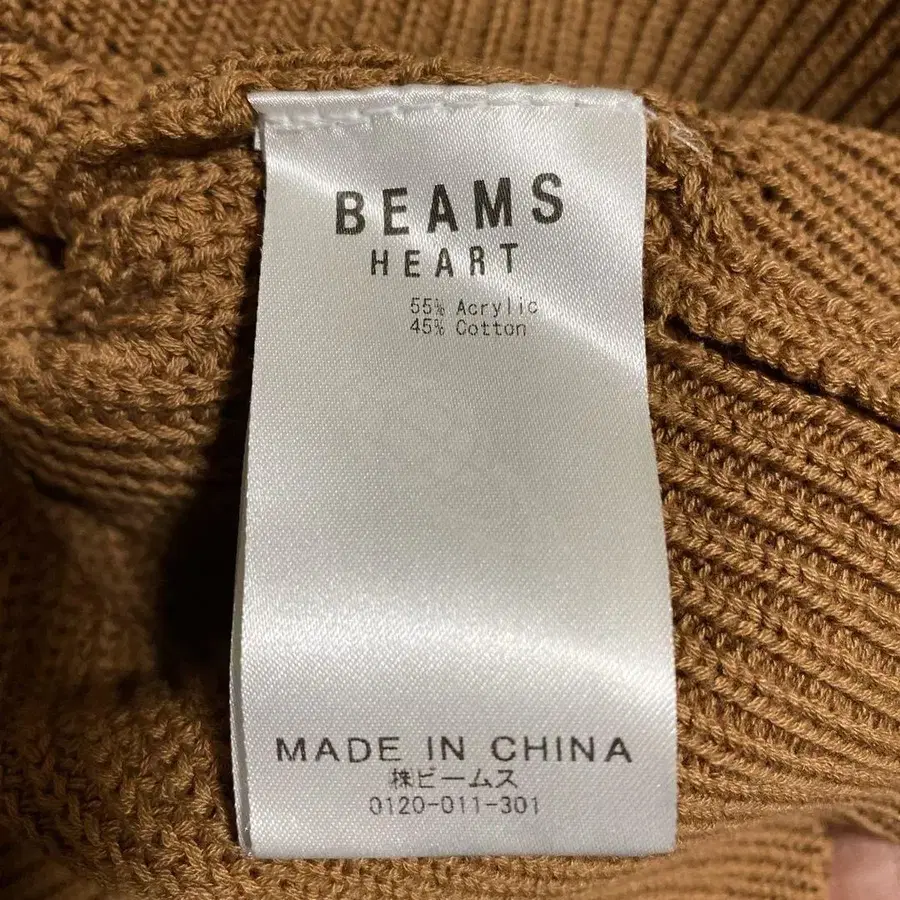 BEAMS
HEART
55% Acrylic
45% Cotton
MADE IN CHINA
㈱ビームス
0120-011-301